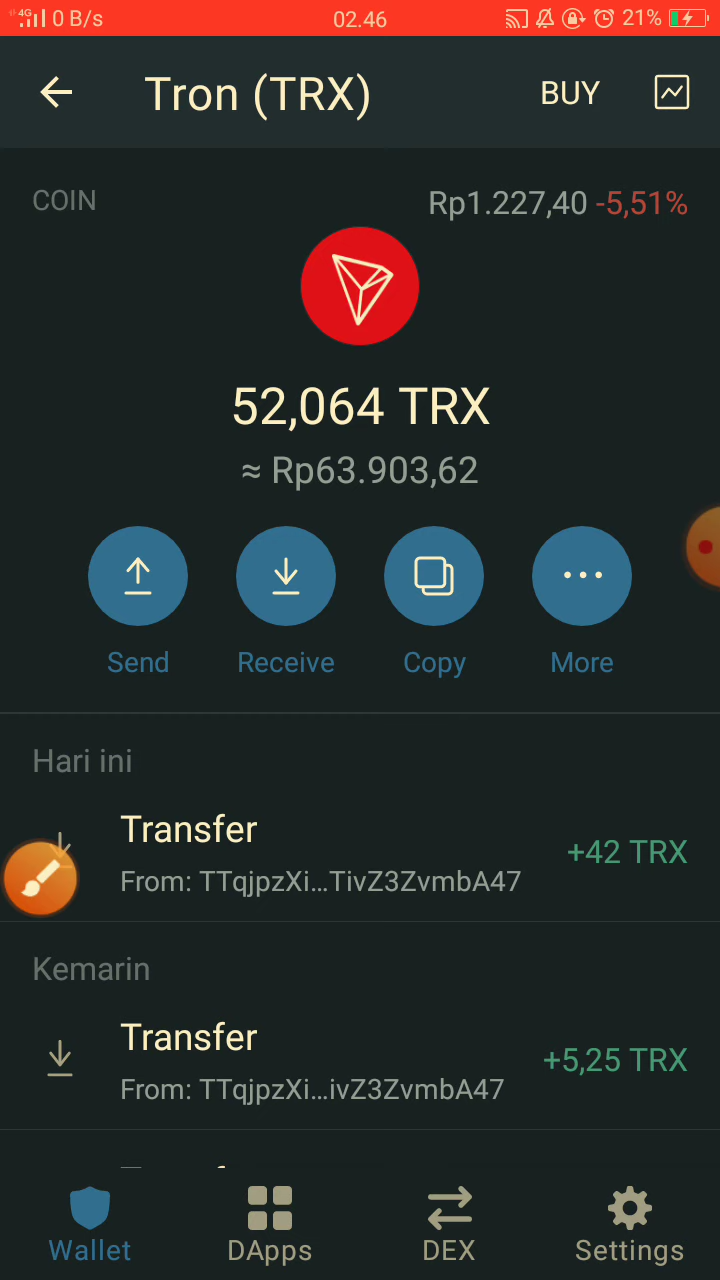 4G 0 B/s 02.46 21%
Tron (TRX) BUY
COIN Rp1.227,40 -5,51%
52,064 TRX
≈ Rp63.903,62
Send Receive Copy More
Hari ini
Transfer
From: TTqjpzXi...TivZ3ZvmbA47 +42 TRX
Kemarin
Transfer
From: TTqjpzXi...ivZ3ZvmbA47 +5,25 TRX
Wallet DApps DEX Settings